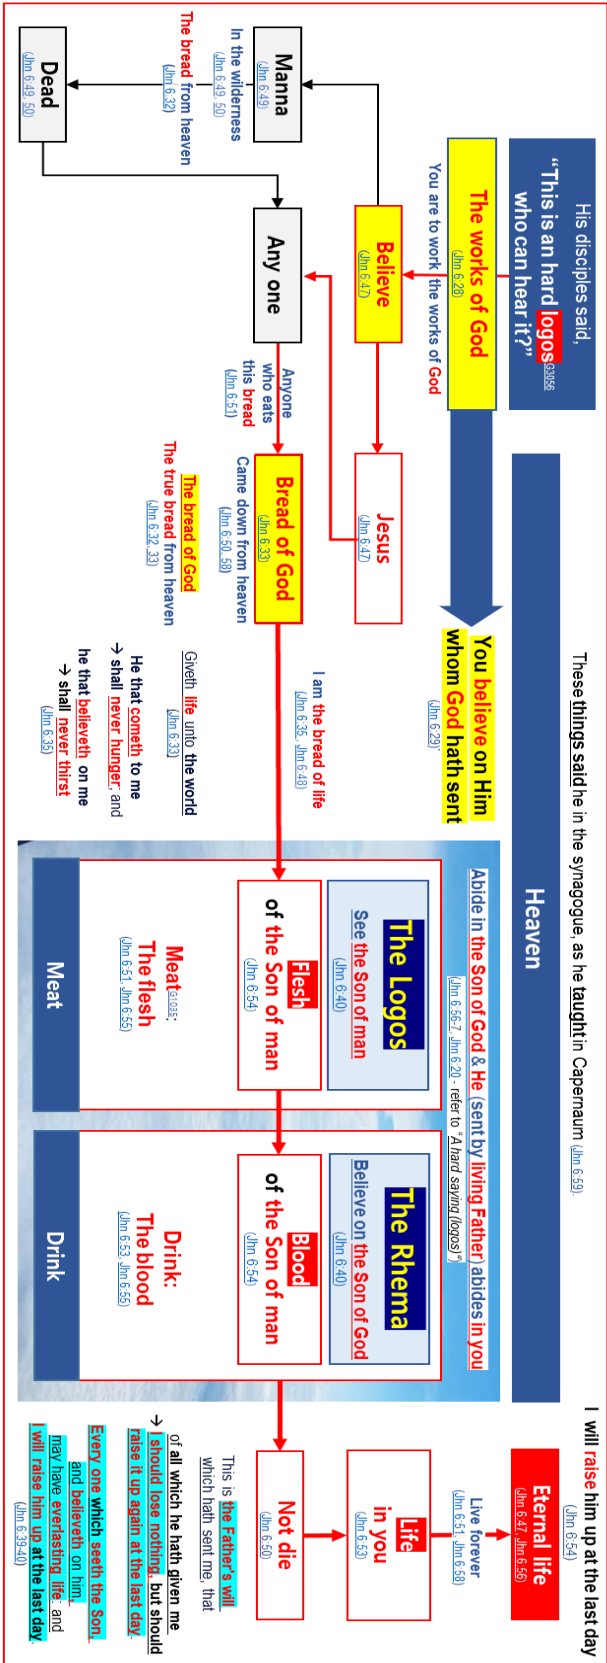 These things said he in the synagogue, as he taught in Capernaum (Jhn 6:59).
I will raise him up at the last day
(Jhn 6:54)
His disciples said,
“This is an hard logosG3056
who can hear it?”
Heaven
Eternal life
(Jhn 6:47, Jhn 6:56)
The works of God
(Jhn 6:28)
You are to work the works of God
You believe on Him
whom God hath sent
(Jhn 6:29)
Abide in the Son of God & He (sent by living Father) abides in you
(Jhn 6:56-7, Jhn 6:20 - refer to “A hard saying (logos)”)
Live forever
(Jhn 6:51, Jhn 6:58)
Believe
(Jhn 6:47)
Jesus
(Jhn 6:47)
The Logos
See the Son of man
(Jhn 6:40)
The Rhema
Believe on the Son of God
(Jhn 6:40)
Life
in you
(Jhn 6:53)
Manna
(Jhn 6:49)
In the wilderness
(Jhn 6:49, 50)
The bread from heaven
(Jhn 6:32)
Dead
(Jhn 6:49, 50)
Any one
Anyone
who eats
this bread
(Jhn 6:51)
Bread of God
(Jhn 6:33)
Came down from heaven
(Jhn 6:50, 58)
The bread of God
The true bread from heaven
(Jhn 6:32, 33)
I am the bread of life
(Jhn 6:35, Jhn 6:48)
Giveth life unto the world
(Jhn 6:33)
He that cometh to me
→ shall never hunger; and
he that believeth on me
→ shall never thirst
(Jhn 6:35)
Flesh
of the Son of man
(Jhn 6:54)
Meat G1035:
The flesh
(Jhn 6:51, Jhn 6:55)
Meat
Blood
of the Son of man
(Jhn 6:54)
Drink:
The blood
(Jhn 6:53, Jhn 6:55)
Drink
Not die
(Jhn 6:50)
This is the Father's will
which hath sent me, that
of all which he hath given me
→ I should lose nothing, but should
raise it up again at the last day.
Every one which seeth the Son,
and believeth on him,
may have everlasting life: and
I will raise him up at the last day.
(Jhn 6:39-40)